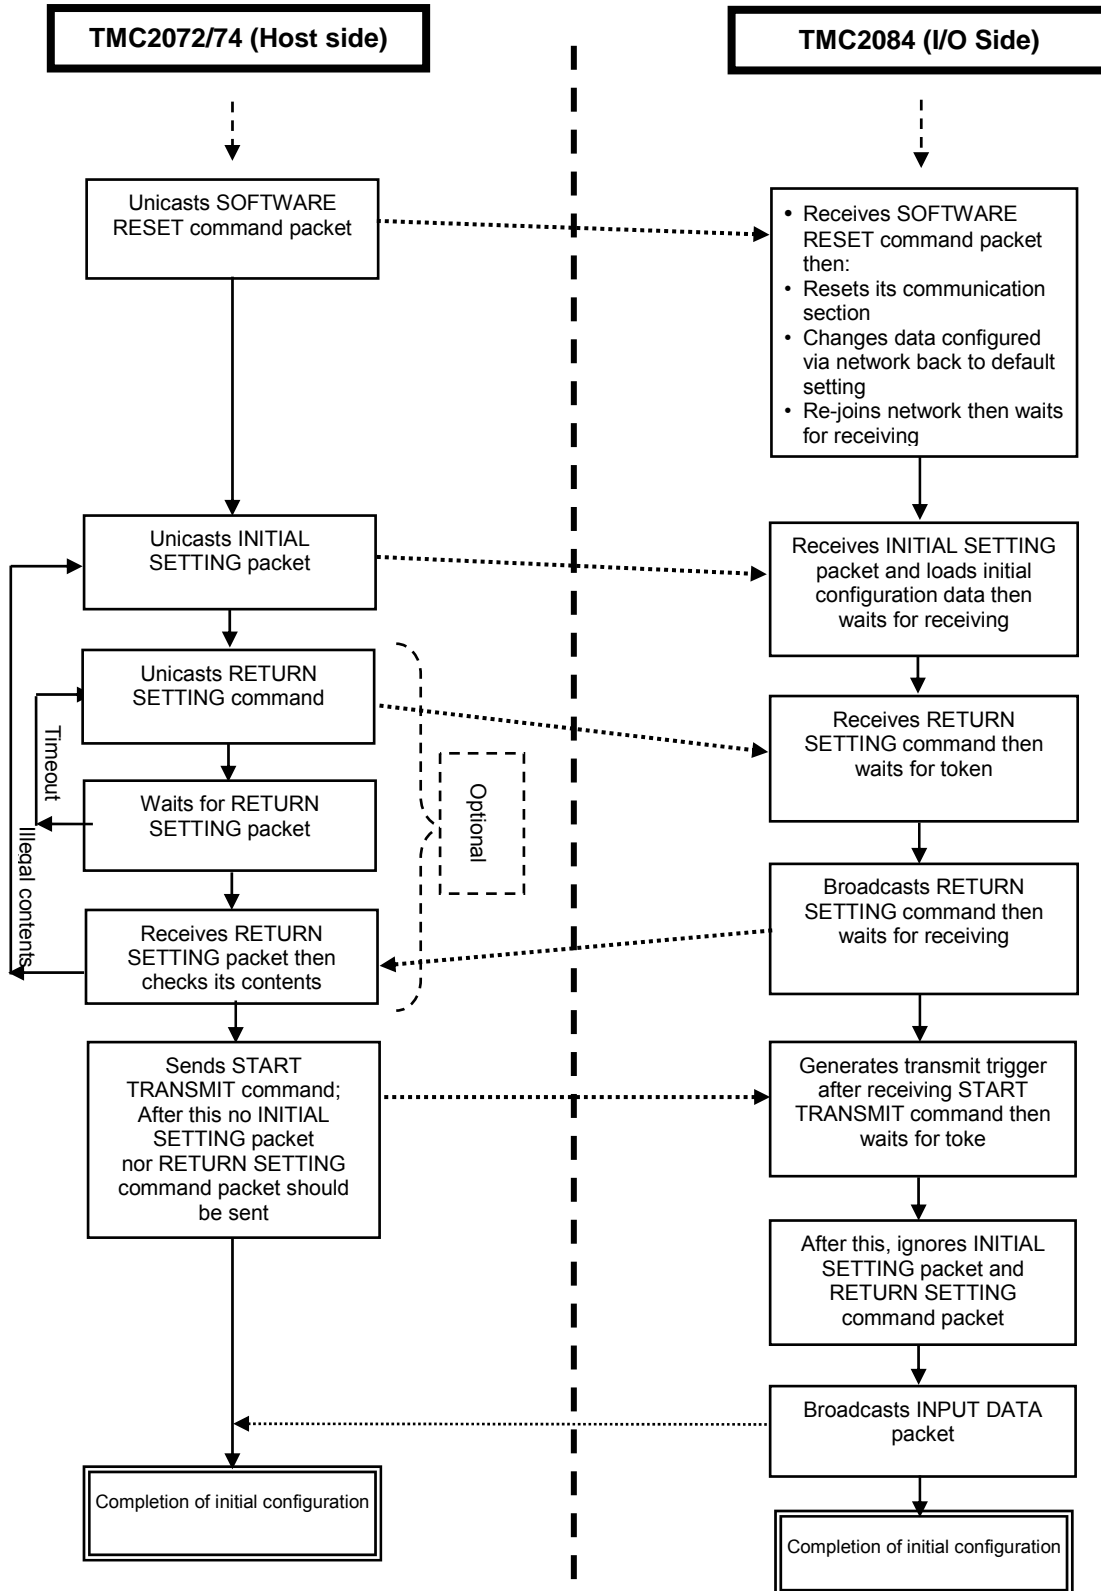 TMC2072/74 (Host side)
TMC2084 (I/O Side)
Unicasts SOFTWARE
RESET command packet
• Receives SOFTWARE
RESET command packet
then:
• Resets its communication
section
• Changes data configured
via network back to default
setting
• Re-joins network then waits
for receiving
Unicasts INITIAL
SETTING packet
Receives INITIAL SETTING
packet and loads initial
configuration data then
waits for receiving
Unicasts RETURN
SETTING command
Receives RETURN
SETTING command then
waits for token
Timeout
Optional
Waits for RETURN
SETTING packet
Illegal contents
Broadcasts RETURN
SETTING command then
waits for receiving
Receives RETURN
SETTING packet then
checks its contents
Sends START
TRANSMIT command;
After this no INITIAL
SETTING packet
nor RETURN SETTING
command packet should
be sent
Generates transmit trigger
after receiving START
TRANSMIT command then
waits for toke
After this, ignores INITIAL
SETTING packet and
RETURN SETTING
command packet
Broadcasts INPUT DATA
packet
Completion of initial configuration
Completion of initial configuration